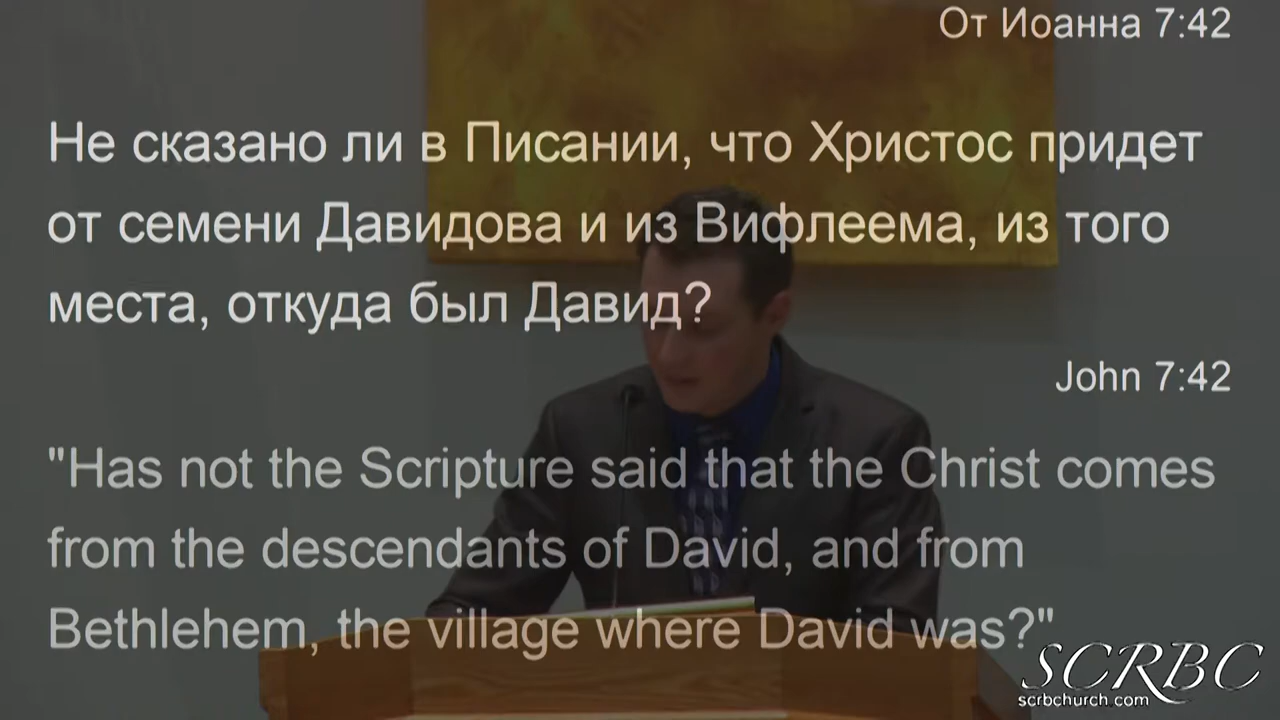 От Иоанна 7:42
Не сказано ли в Писании, что Христос придет
от семени Давидова и из Вифлеема, из того
места, откуда был Давид?
John 7:42
"Has not the Scripture said that the Christ comes
from the descendants of David, and from
Bethlehem, the village where David was?"
SCRBC
scrbchurch.com